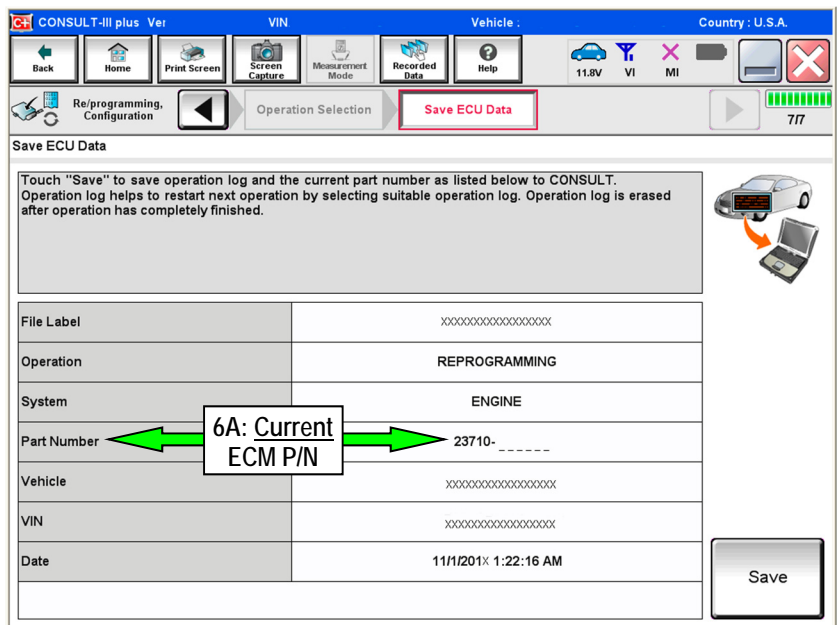 C+ CONSULT-III plus Ver VIN Vehicle : Country : U.S.A.
Back Home Print Screen Screen Capture Measurement Mode Recorded Data Help 11.8V VI MI
Re/programming, Configuration Operation Selection Save ECU Data 7/7
Save ECU Data
Touch "Save" to save operation log and the current part number as listed below to CONSULT.
Operation log helps to restart next operation by selecting suitable operation log. Operation log is erased
after operation has completely finished.
File Label XXXXXXXXXXXXXXXXX
Operation REPROGRAMMING
System ENGINE
6A: Current
ECM P/N
Part Number 23710-______
Vehicle XXXXXXXXXXXXXXXXX
VIN XXXXXXXXXXXXXXXXX
Date 11/1/201X 1:22:16 AM
Save